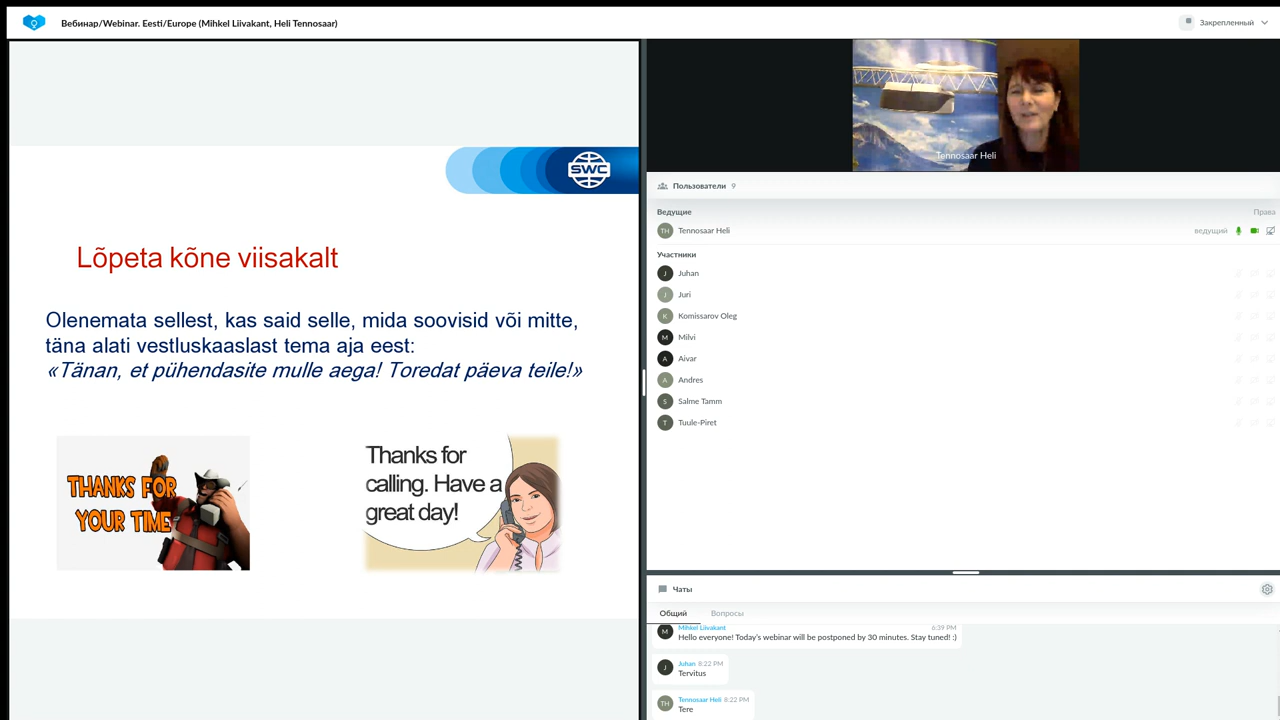 Вебинар/Webinar. Eesti/Europe (Mihkel Liivakant, Heli Tennosaar)
Закрепленный
SWC
Lõpeta kõne viisakalt
Olenemata sellest, kas said selle, mida soovisid või mitte,
täna alati vestluskaaslast tema aja eest:
«Tänan, et pühendasite mulle aega! Toredat päeva teile!»
THANKS FOR
YOUR TIME
Thanks for
calling. Have a
great day!
Tennosaar Heli
Пользователи 9
Ведущие
Права
TH Tennosaar Heli
ведущий
Участники
J Juhan
J Juri
K Komissarov Oleg
M Milvi
A Aivar
A Andres
S Salme Tamm
T Tuule-Piret
Чаты
Общий
Вопросы
M Mihkel Liivakant 6:39 PM
Hello everyone! Today's webinar will be postponed by 30 minutes. Stay tuned! :)
J Juhan 8:22 PM
Tervitus
TH Tennosaar Heli 8:22 PM
Tere